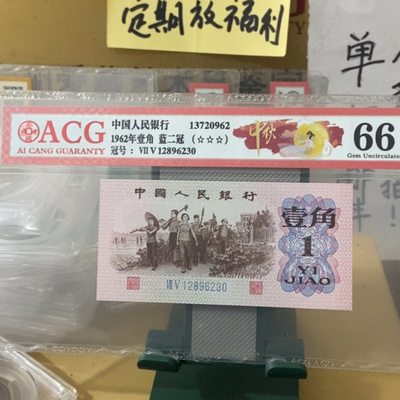 定期放福利
单
ACG
AI CANG GUARANTY
中国人民银行 13720962
1962年壹角 蓝二冠 (☆☆☆)
冠号: VII V 12896230
中秋
66
Gem Uncirculated
中國人民銀行
壹角
1
YI
JIAO
VII V 12896230